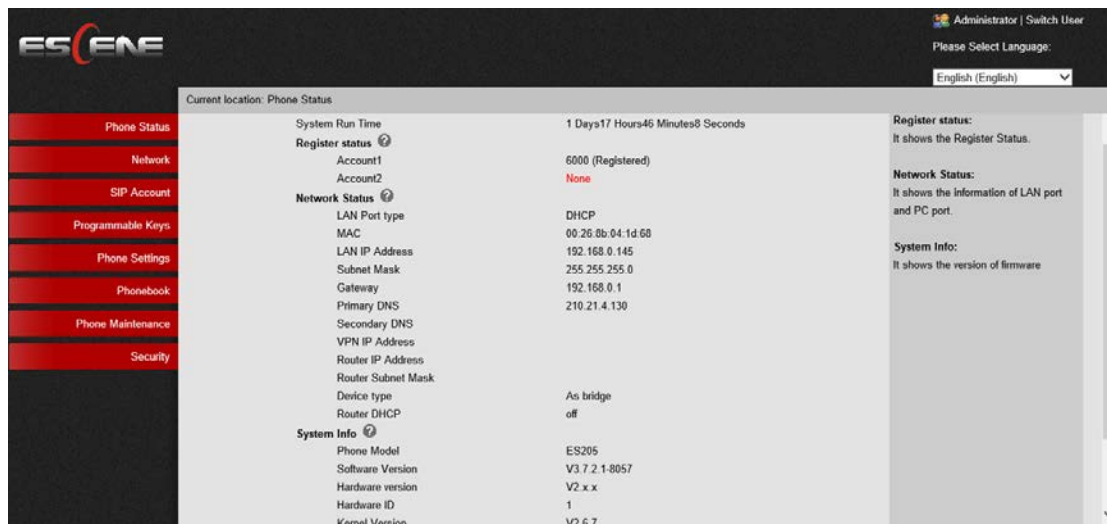 ESCENE
Administrator | Switch User
Please Select Language:
English (English)
Current location: Phone Status
Phone Status
Network
SIP Account
Programmable Keys
Phone Settings
Phonebook
Phone Maintenance
Security
System Run Time 1 Days17 Hours46 Minutes8 Seconds
Register status ?
Account1 6000 (Registered)
Account2 None
Network Status ?
LAN Port type DHCP
MAC 00:26:8b:04:1d:68
LAN IP Address 192.168.0.145
Subnet Mask 255.255.255.0
Gateway 192.168.0.1
Primary DNS 210.21.4.130
Secondary DNS
VPN IP Address
Router IP Address
Router Subnet Mask
Device type As bridge
Router DHCP off
System Info ?
Phone Model ES205
Software Version V3.7.2.1-8057
Hardware version V2.x.x
Hardware ID 1
Kernel Version V2.6.7
Register status:
It shows the Register Status.
Network Status:
It shows the information of LAN port
and PC port.
System Info:
It shows the version of firmware